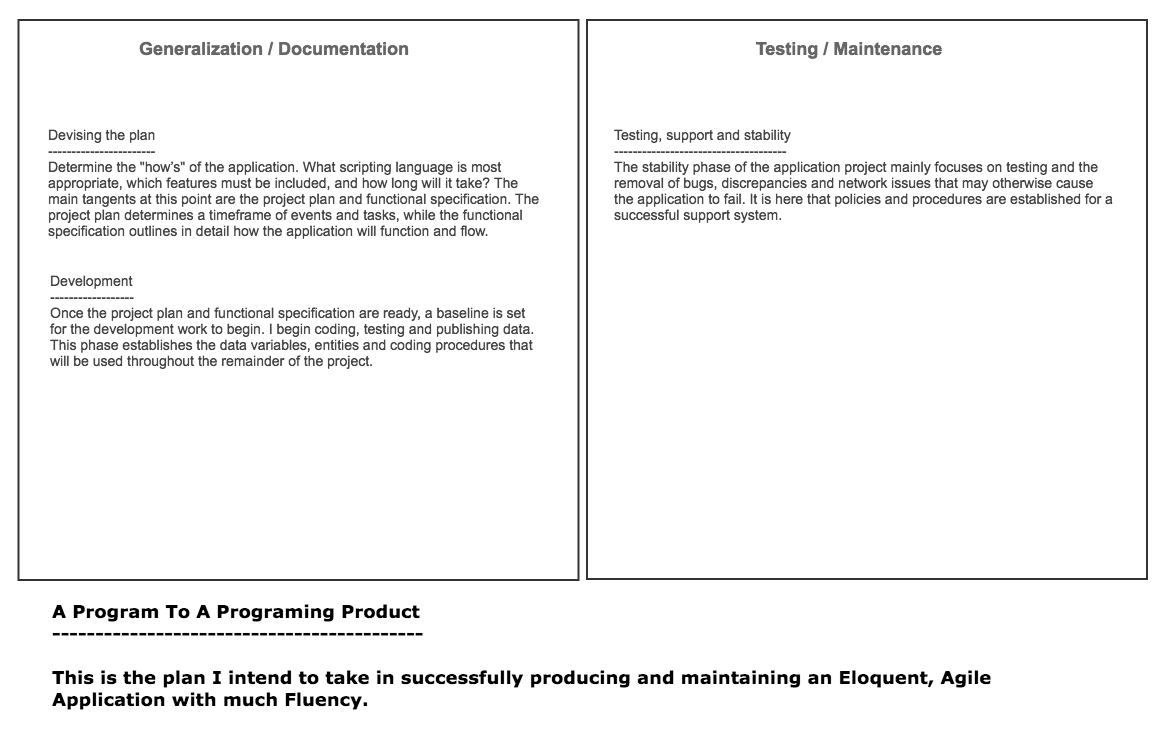 Generalization / Documentation
Devising the plan
-----------------------
Determine the "how’s" of the application. What scripting language is most
appropriate, which features must be included, and how long will it take? The
main tangents at this point are the project plan and functional specification. The
project plan determines a timeframe of events and tasks, while the functional
specification outlines in detail how the application will function and flow.
Development
------------------
Once the project plan and functional specification are ready, a baseline is set
for the development work to begin. I begin coding, testing and publishing data.
This phase establishes the data variables, entities and coding procedures that
will be used throughout the remainder of the project.
Testing / Maintenance
Testing, support and stability
-------------------------------------
The stability phase of the application project mainly focuses on testing and the
removal of bugs, discrepancies and network issues that may otherwise cause
the application to fail. It is here that policies and procedures are established for a
successful support system.
A Program To A Programing Product
-------------------------------------------
This is the plan I intend to take in successfully producing and maintaining an Eloquent, Agile
Application with much Fluency.